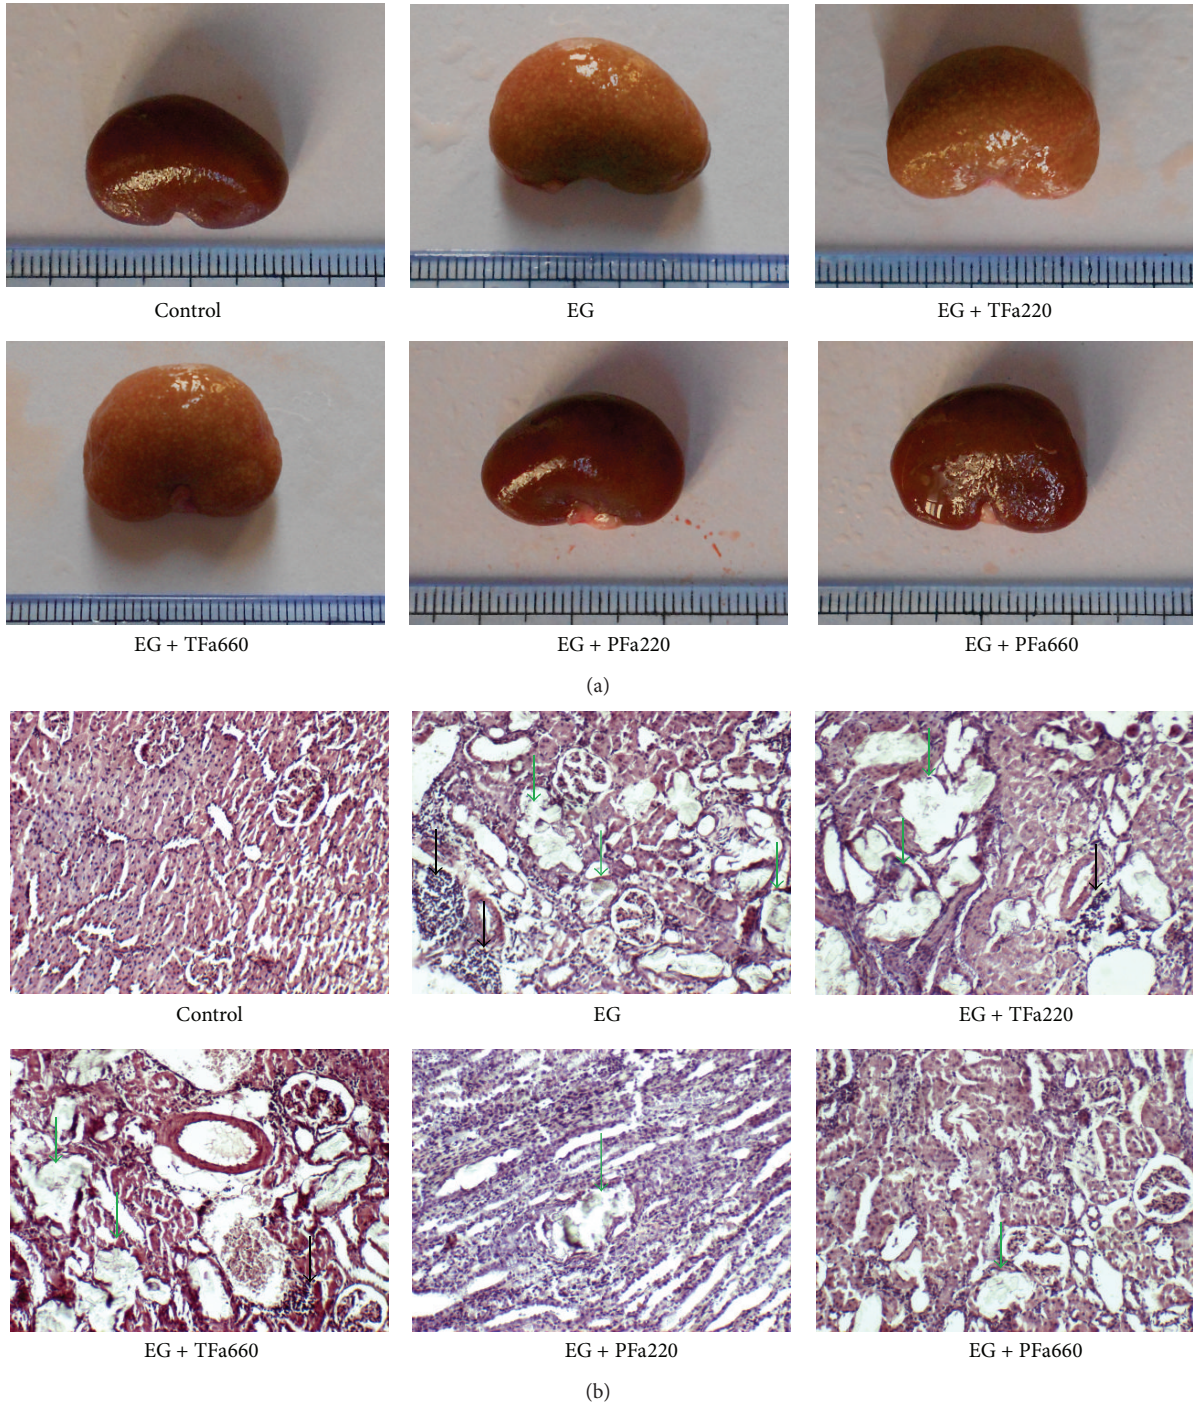 Control
EG
EG + TFa220
EG + TFa660
EG + PFa220
EG + PFa660
(a)
Control
EG
EG + TFa220
EG + TFa660
EG + PFa220
EG + PFa660
(b)